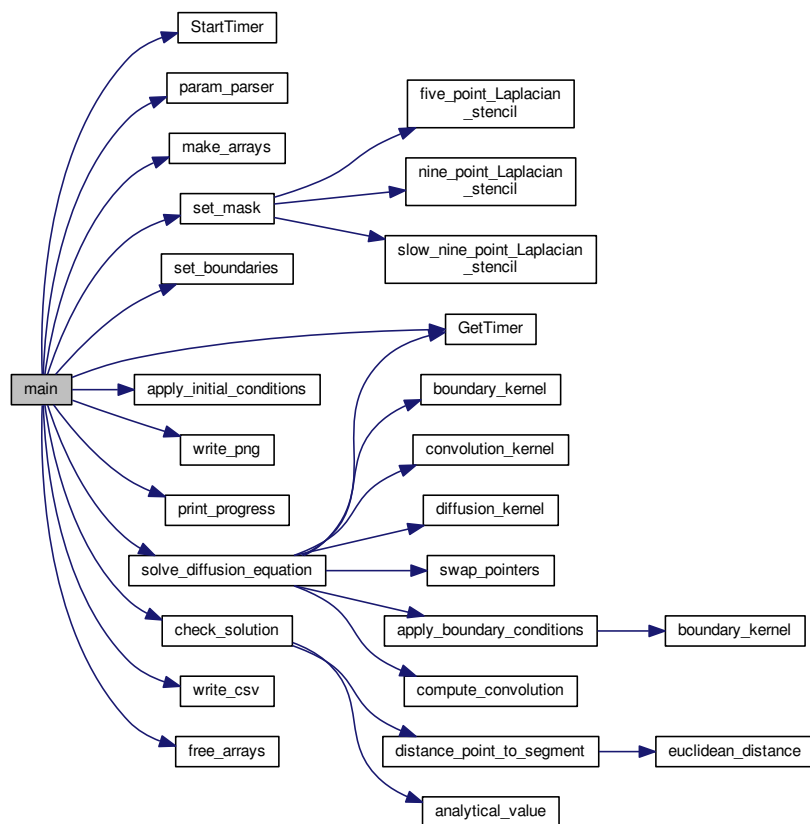 StartTimer
param_parser
make_arrays
set_mask
set_boundaries
main
apply_initial_conditions
write_png
print_progress
solve_diffusion_equation
check_solution
write_csv
free_arrays
five_point_Laplacian
_stencil
nine_point_Laplacian
_stencil
slow_nine_point_Laplacian
_stencil
GetTimer
boundary_kernel
convolution_kernel
diffusion_kernel
swap_pointers
apply_boundary_conditions
boundary_kernel
compute_convolution
distance_point_to_segment
euclidean_distance
analytical_value